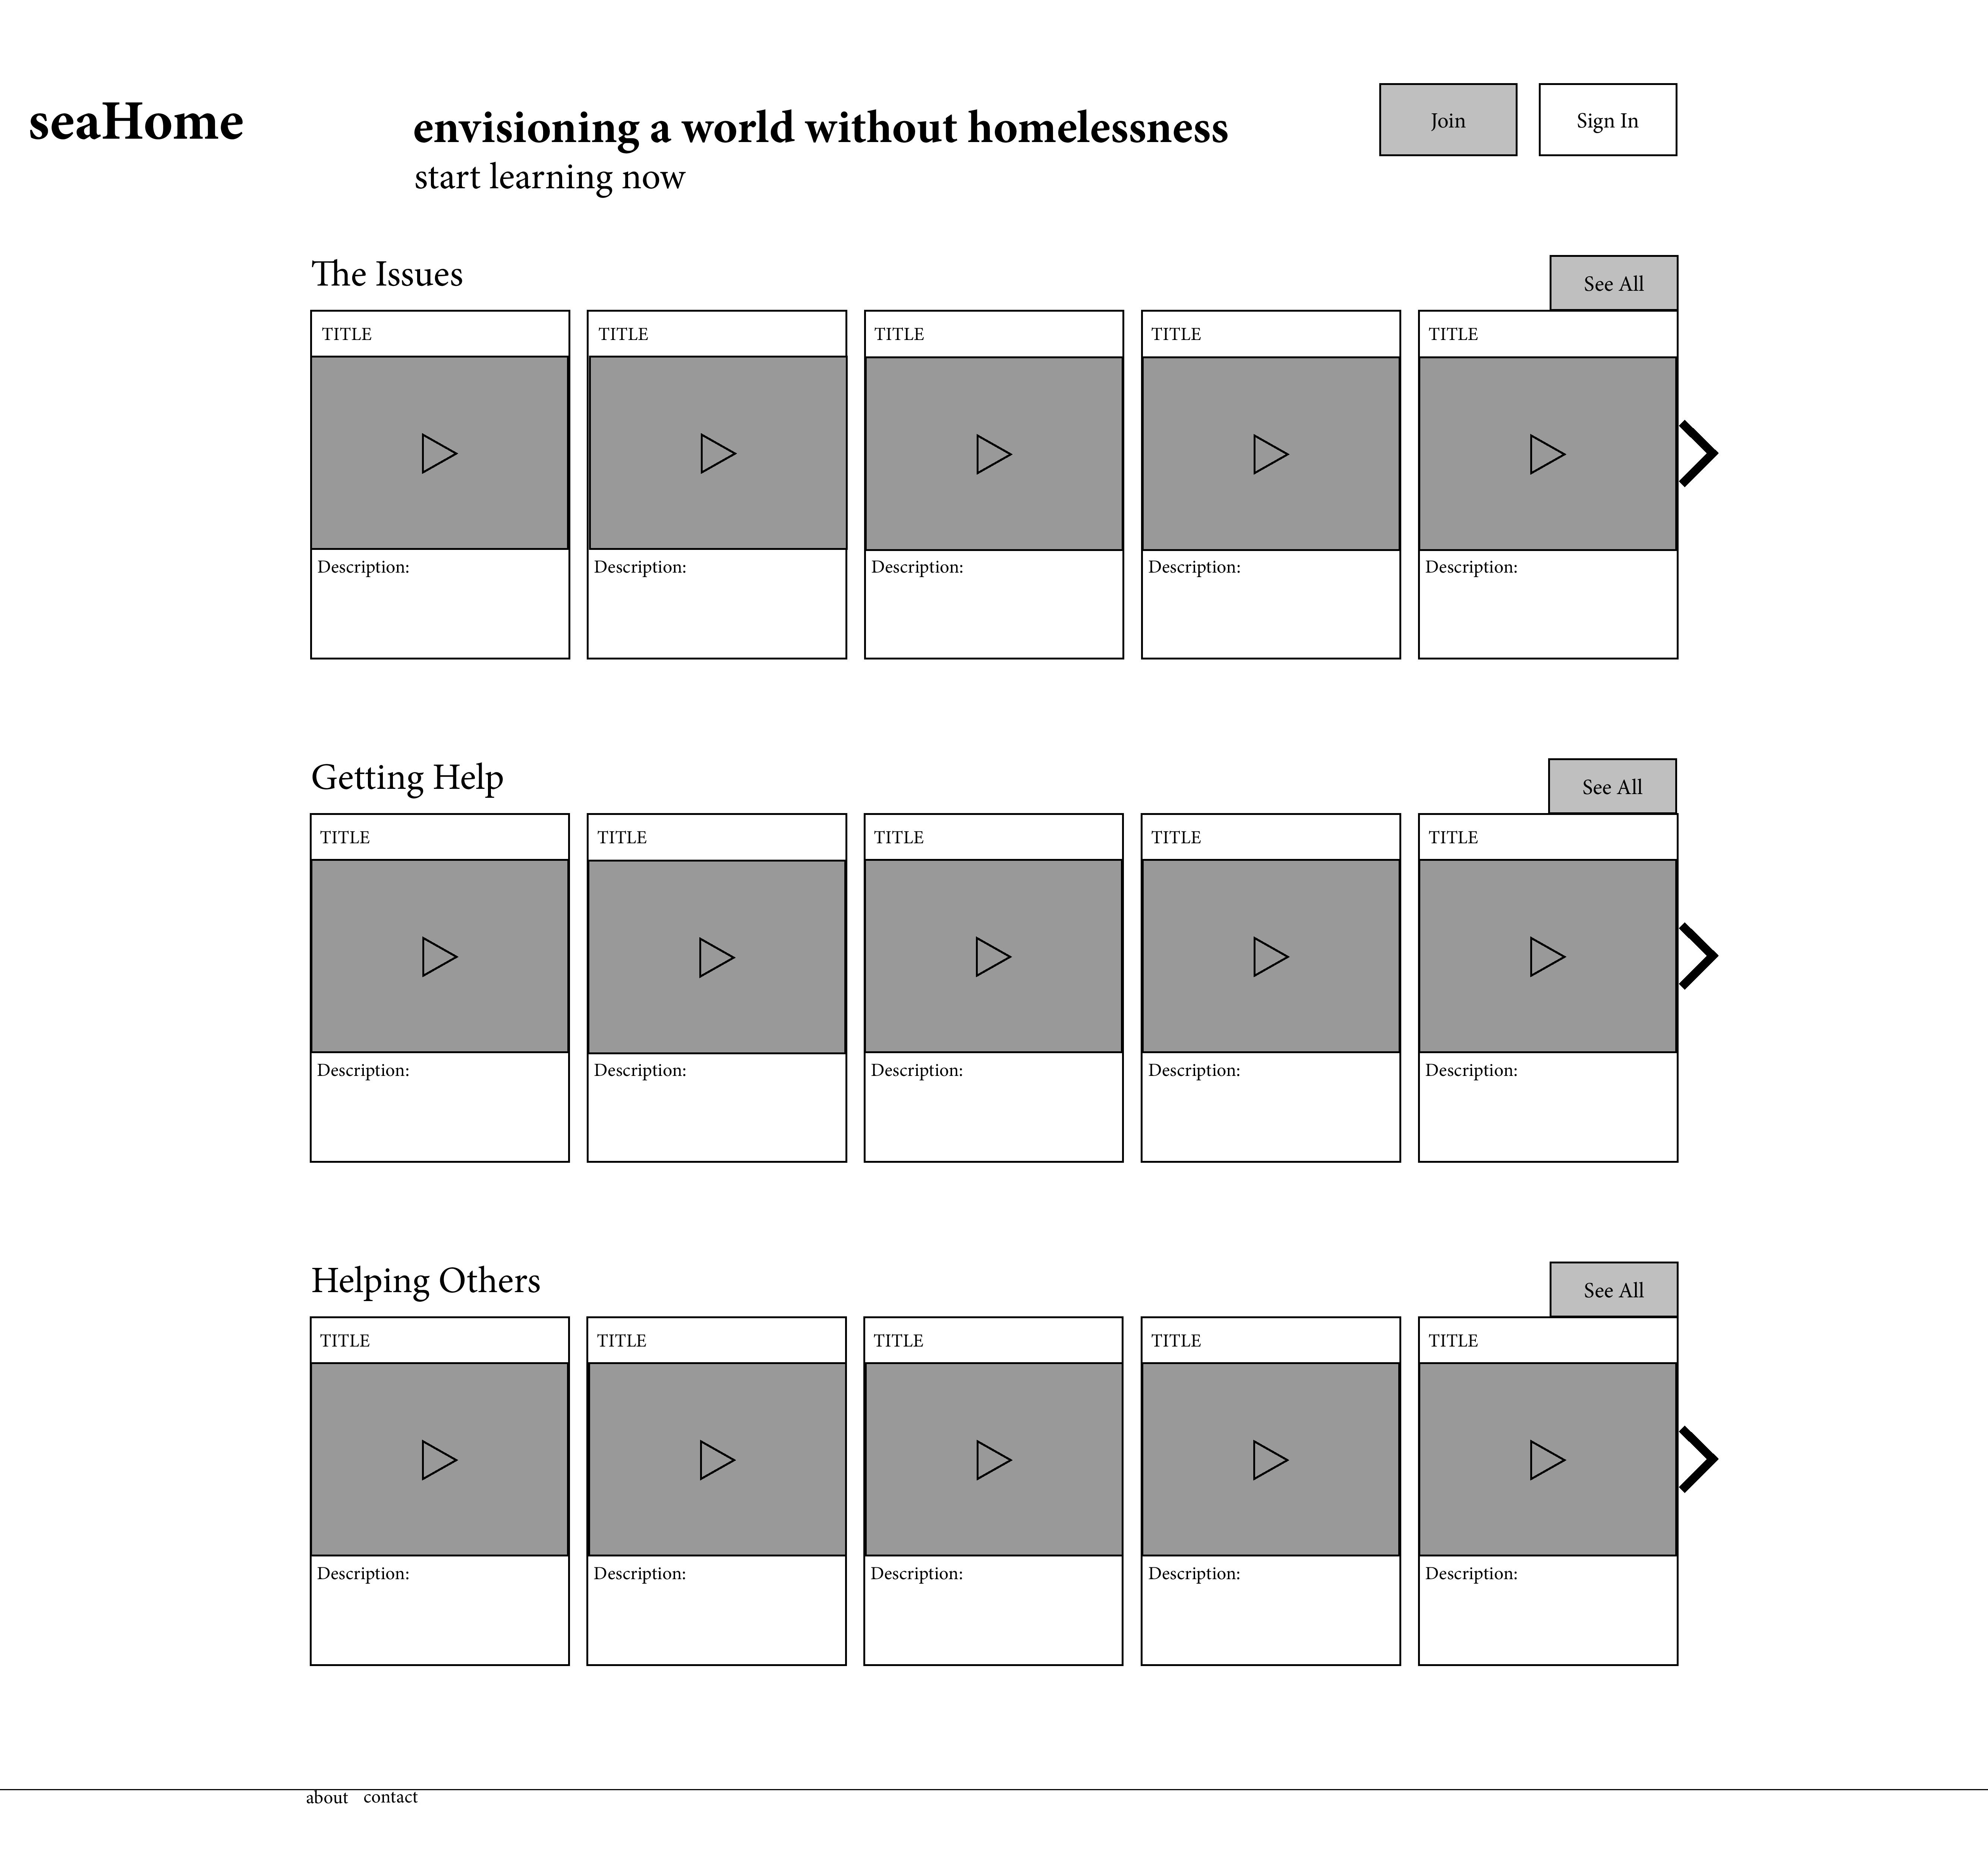 seaHome
envisioning a world without homelessness
start learning now
Join
Sign In
The Issues
See All
TITLE
TITLE
TITLE
TITLE
TITLE
Description:
Description:
Description:
Description:
Description:
Getting Help
See All
TITLE
TITLE
TITLE
TITLE
TITLE
Description:
Description:
Description:
Description:
Description:
Helping Others
See All
TITLE
TITLE
TITLE
TITLE
TITLE
Description:
Description:
Description:
Description:
Description:
about
contact